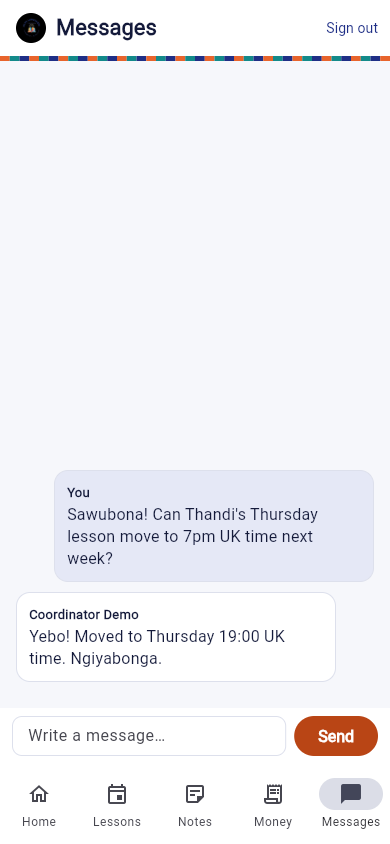 Messages
Sign out
You
Sawubona! Can Thandi's Thursday
lesson move to 7pm UK time next
week?
Coordinator Demo
Yebo! Moved to Thursday 19:00 UK
time. Ngiyabonga.
Write a message…
Send
Home
Lessons
Notes
Money
Messages